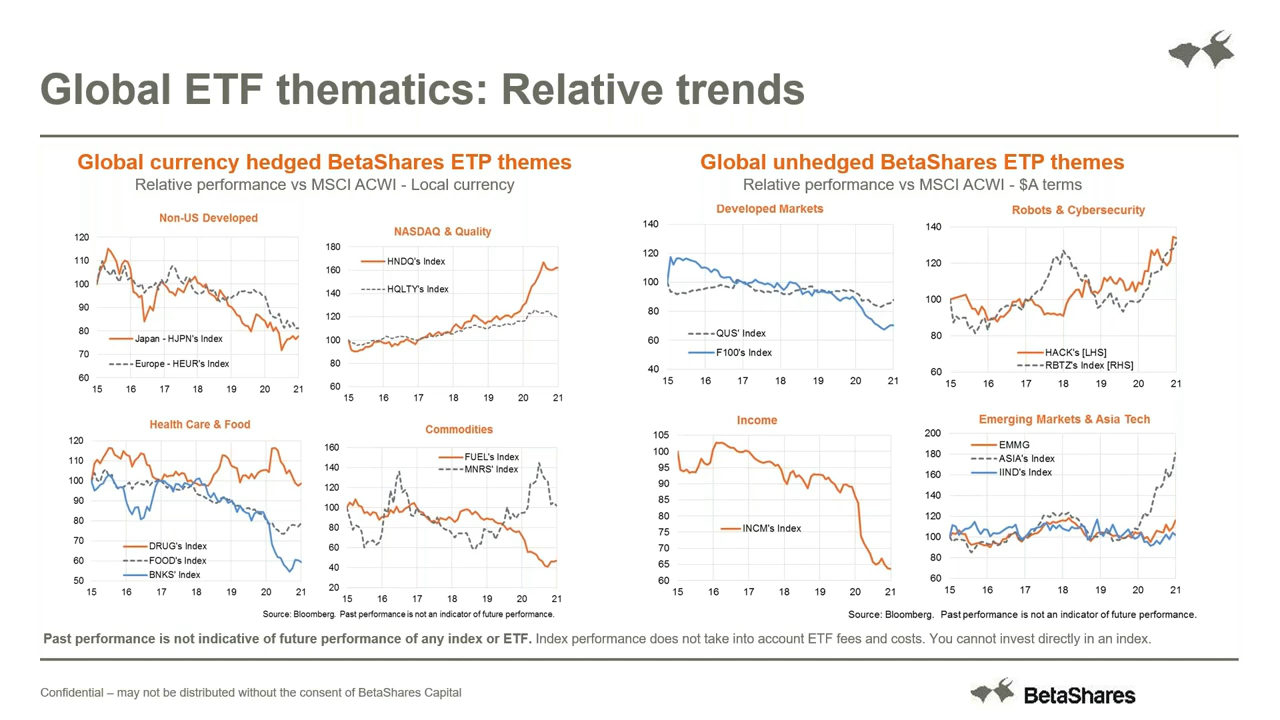 Global ETF thematics: Relative trends
Global currency hedged BetaShares ETP themes
Relative performance vs MSCI ACWI - Local currency
Non-US Developed
120
110
100
90
80
70
60
Japan - HJPN's Index
Europe - HEUR's Index
15 16 17 18 19 20 21
NASDAQ & Quality
180
160
140
120
100
80
60
HNDQ's Index
HQLTY's Index
15 16 17 18 19 20 21
Health Care & Food
120
110
100
90
80
70
60
50
DRUG's Index
FOOD's Index
BNKS' Index
15 16 17 18 19 20 21
Commodities
160
140
120
100
80
60
40
20
FUEL's Index
MNRS' Index
15 16 17 18 19 20 21
Source: Bloomberg. Past performance is not an indicator of future performance.
Global unhedged BetaShares ETP themes
Relative performance vs MSCI ACWI - $A terms
Developed Markets
140
120
100
80
60
40
QUS' Index
F100's Index
15 16 17 18 19 20 21
Robots & Cybersecurity
140
120
100
80
60
HACK's [LHS]
RBTZ's Index [RHS]
15 16 17 18 19 20 21
Income
105
100
95
90
85
80
75
70
65
60
INCM's Index
15 16 17 18 19 20 21
Emerging Markets & Asia Tech
200
180
160
140
120
100
80
60
EMMG
ASIA's Index
IIND's Index
15 16 17 18 19 20 21
Source: Bloomberg. Past performance is not an indicator of future performance.
Past performance is not indicative of future performance of any index or ETF. Index performance does not take into account ETF fees and costs. You cannot invest directly in an index.
Confidential – may not be distributed without the consent of BetaShares Capital
BetaShares